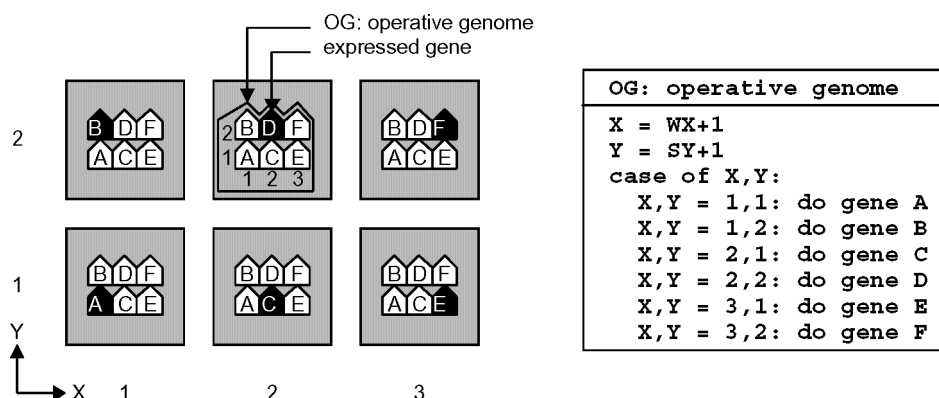 OG: operative genome
expressed gene
2
B D F
A C E
2 B D F
1 A C E
1 2 3
B D F
A C E
1
B D F
A C E
B D F
A C E
B D F
A C E
Y
X 1 2 3
OG: operative genome
X = WX+1
Y = SY+1
case of X,Y:
X,Y = 1,1: do gene A
X,Y = 1,2: do gene B
X,Y = 2,1: do gene C
X,Y = 2,2: do gene D
X,Y = 3,1: do gene E
X,Y = 3,2: do gene F